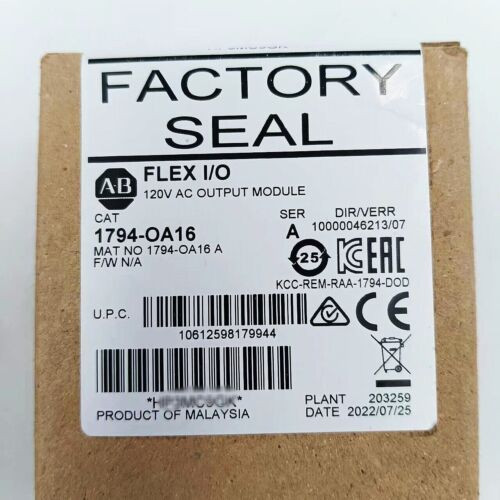 FACTORY
SEAL
AB
FLEX I/O
120V AC OUTPUT MODULE
CAT
SER
DIR/VERR
1794-OA16
A
10000046213/07
MAT NO 1794-OA16 A
F/W N/A
25
EAC
KCC-REM-RAA-1794-DOD
U.P.C.
10612598179944
PRODUCT OF MALAYSIA
PLANT 203259
DATE 2022/07/25